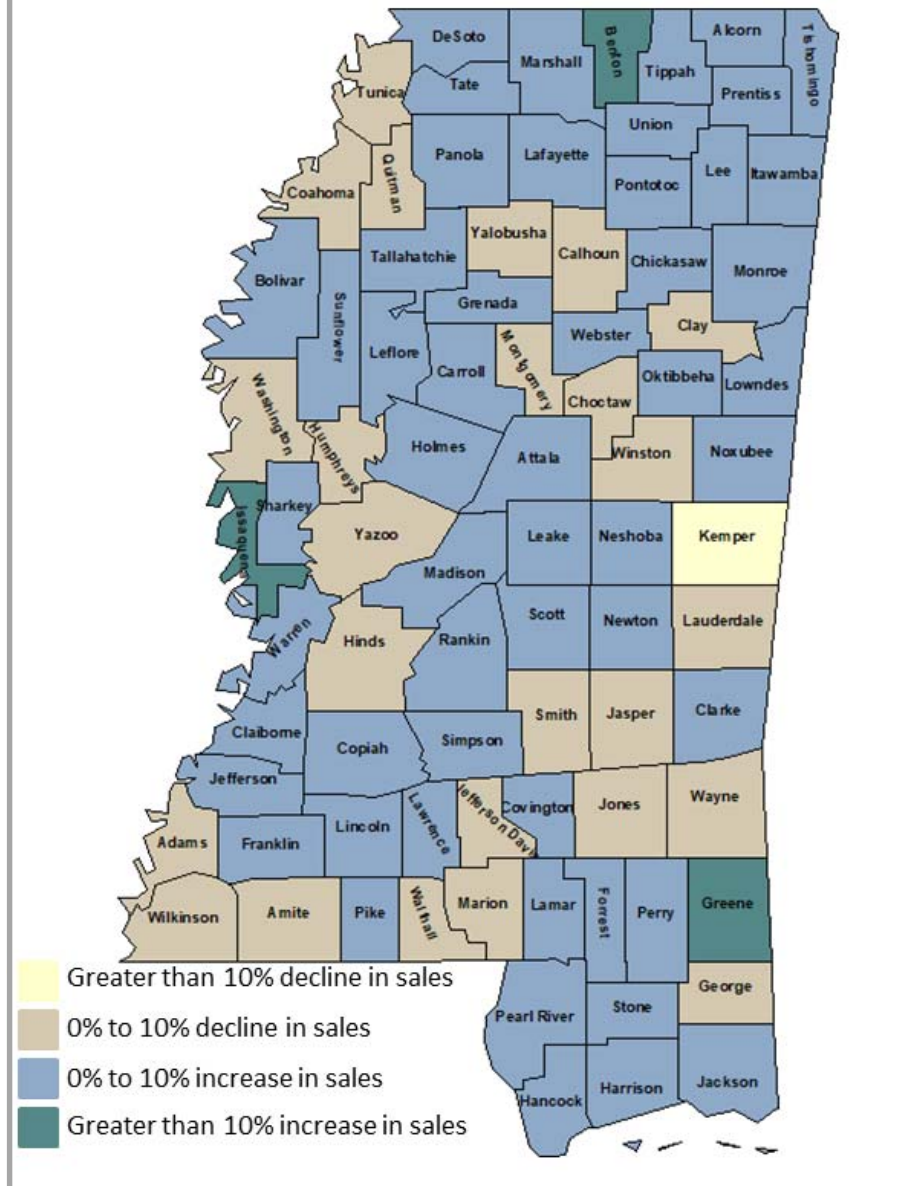 DeSoto
Marshall
Benton
Tippah
Alcorn
Tishomingo
Prentiss
Tunica
Tate
Union
Panola
Lafayette
Pontotoc
Lee
Itawamba
Coahoma
Quitman
Yalobusha
Calhoun
Chickasaw
Monroe
Bolivar
Sunflower
Tallahatchie
Grenada
Leflore
Carroll
Montgomery
Webster
Clay
Choctaw
Oktibbeha
Lowndes
Washington
Humphreys
Holmes
Attala
Winston
Noxubee
Sharkey
Issaquena
Yazoo
Madison
Leake
Neshoba
Kemper
Warren
Hinds
Rankin
Scott
Newton
Lauderdale
Claiborne
Copiah
Simpson
Smith
Jasper
Clarke
Jefferson
Adams
Franklin
Lincoln
Lawrence
Jefferson Davis
Covington
Jones
Wayne
Wilkinson
Amite
Pike
Walthall
Marion
Lamar
Forrest
Perry
Greene
Pearl River
Stone
George
Hancock
Harrison
Jackson
Greater than 10% decline in sales
0% to 10% decline in sales
0% to 10% increase in sales
Greater than 10% increase in sales